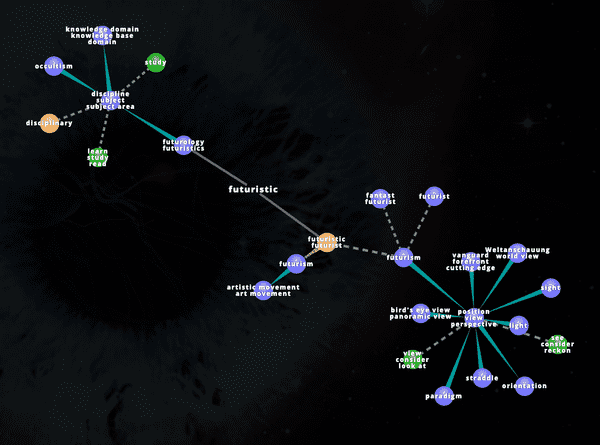 knowledge domain
knowledge base
domain
occultism
study
discipline
subject
subject area
disciplinary
learn
study
read
futurology
futuristics
futuristic
fantast
futurist
futurist
futuristic
futurist
futurism
futurism
artistic movement
art movement
vanguard
forefront
cutting edge
Weltanschauung
world view
sight
bird's eye view
panoramic view
position
view
perspective
light
see
consider
reckon
view
consider
look at
straddle
orientation
paradigm